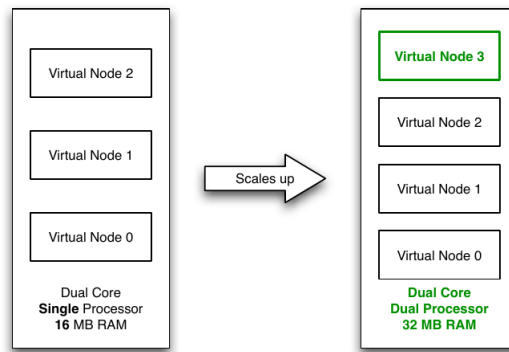 Virtual Node 2
Virtual Node 1
Virtual Node 0
Dual Core
Single Processor
16 MB RAM
Scales up
Virtual Node 3
Virtual Node 2
Virtual Node 1
Virtual Node 0
Dual Core
Dual Processor
32 MB RAM